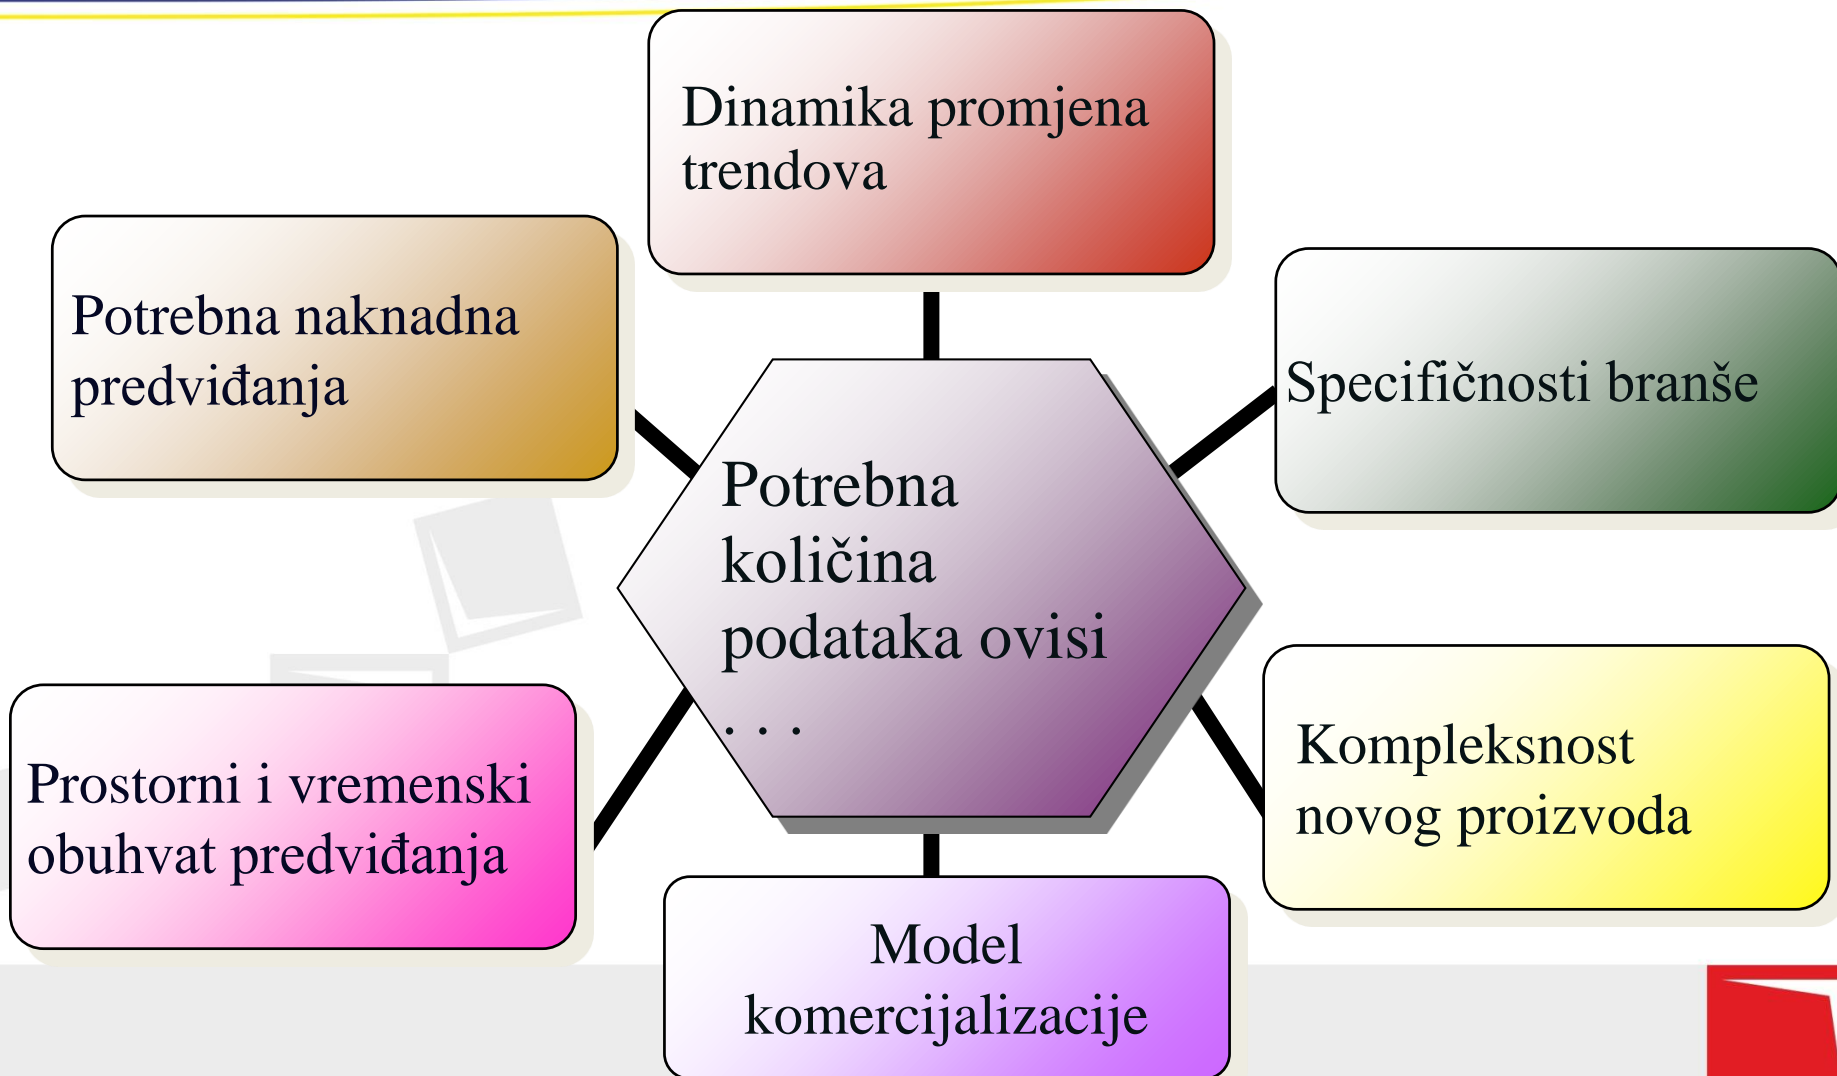 Dinamika promjena
trendova
Potrebna naknadna
predviđanja
Specifičnosti branše
Potrebna
količina
podataka ovisi
. . .
Prostorni i vremenski
obuhvat predviđanja
Kompleksnost
novog proizvoda
Model
komercijalizacije